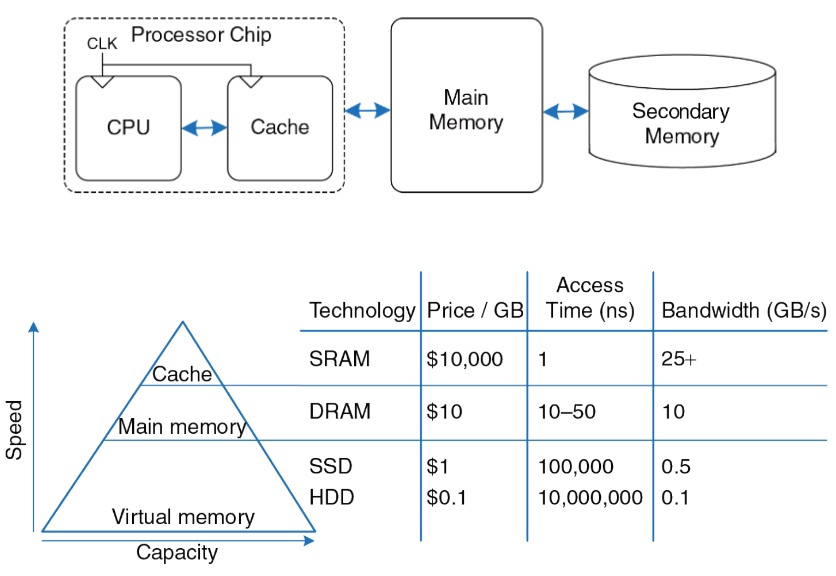 Processor Chip
CLK
CPU
Cache
Main
Memory
Secondary
Memory
Technology Price / GB Access Time (ns) Bandwidth (GB/s)
SRAM $10,000 1 25+
DRAM $10 10–50 10
SSD $1 100,000 0.5
HDD $0.1 10,000,000 0.1
Speed
Cache
Main memory
Virtual memory
Capacity